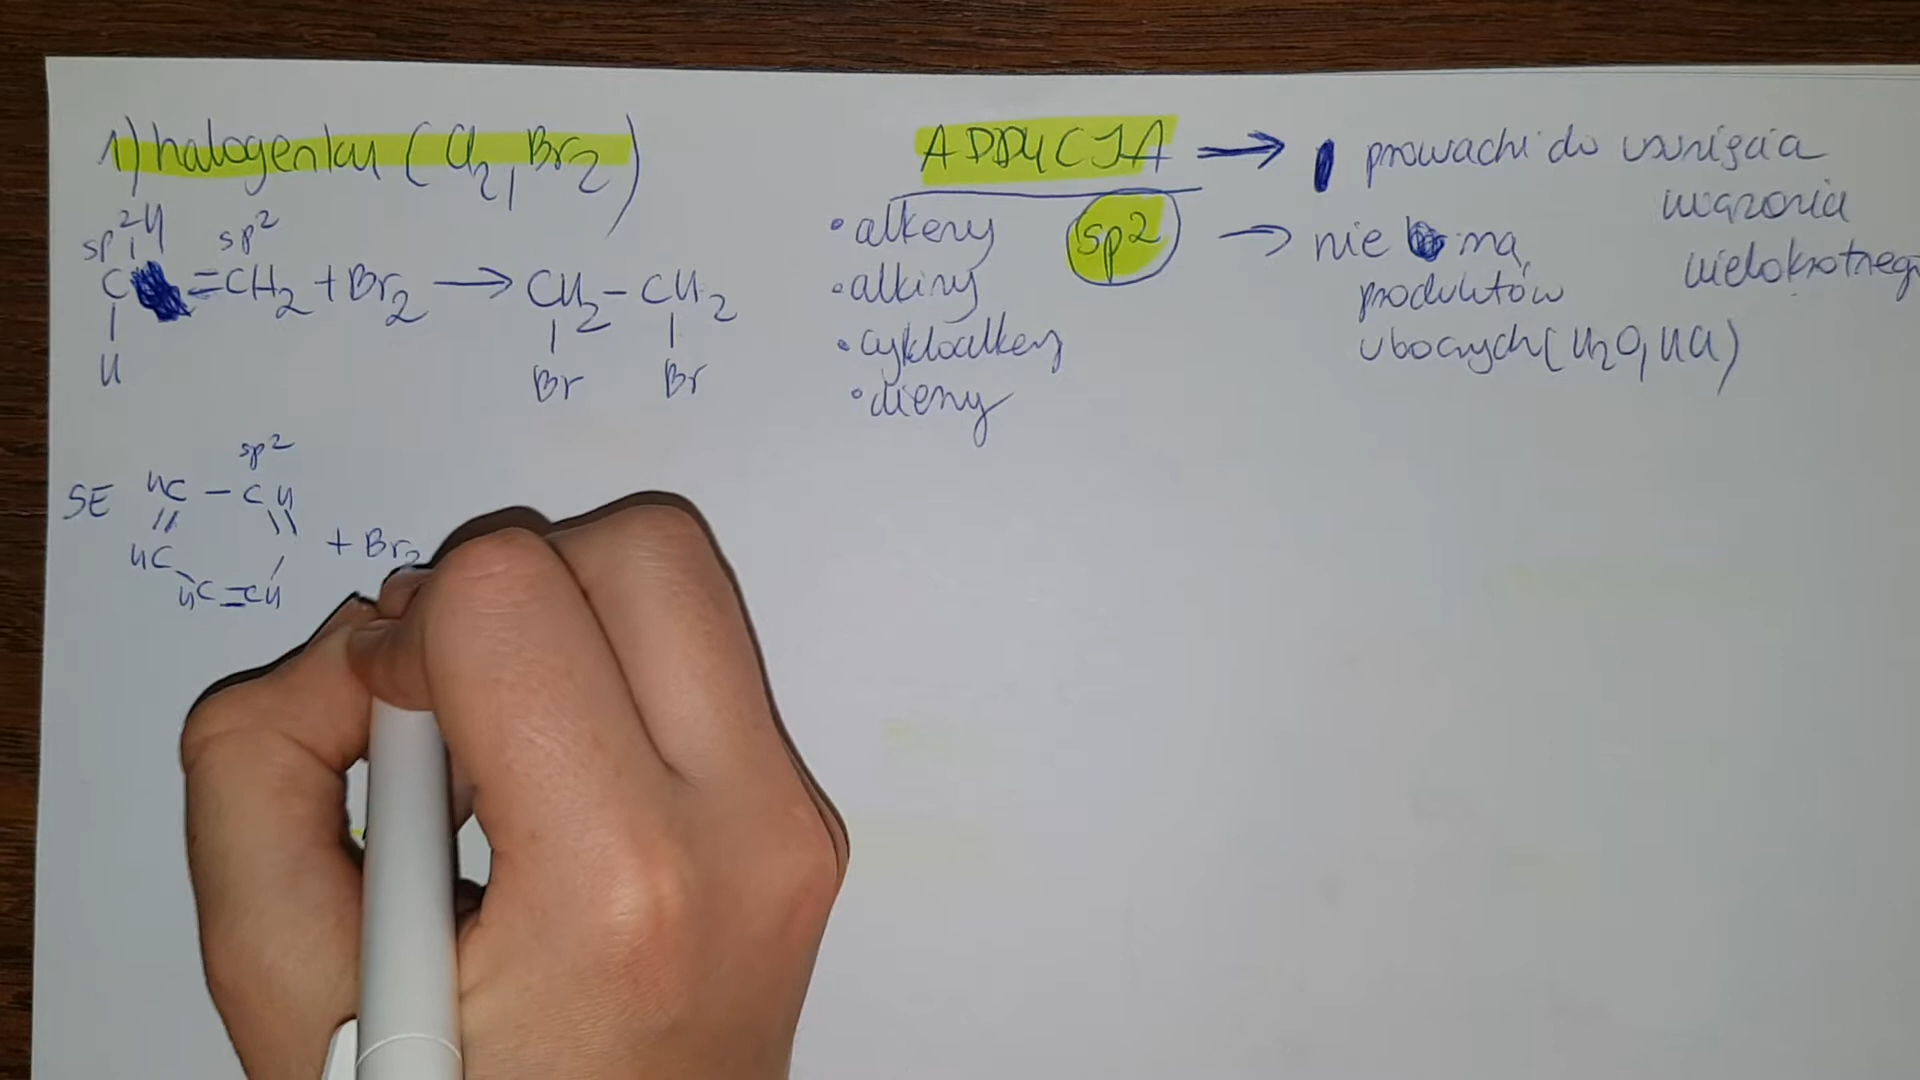 1) halogenku (Cl2, Br2)
sp2 H sp2
C =CH2 + Br2 → CH2 - CH2
H Br Br
ADDYCJA → prowadzi do usunięcia
wiązania
wielokrotneg
sp2 → nie ma
produktów
ubocznych (H2O, HCl)
• alkeny
• alkiny
• cykloalkeny
• dieny
sp2
SE HC - CH
HC + Br2
HC = CH